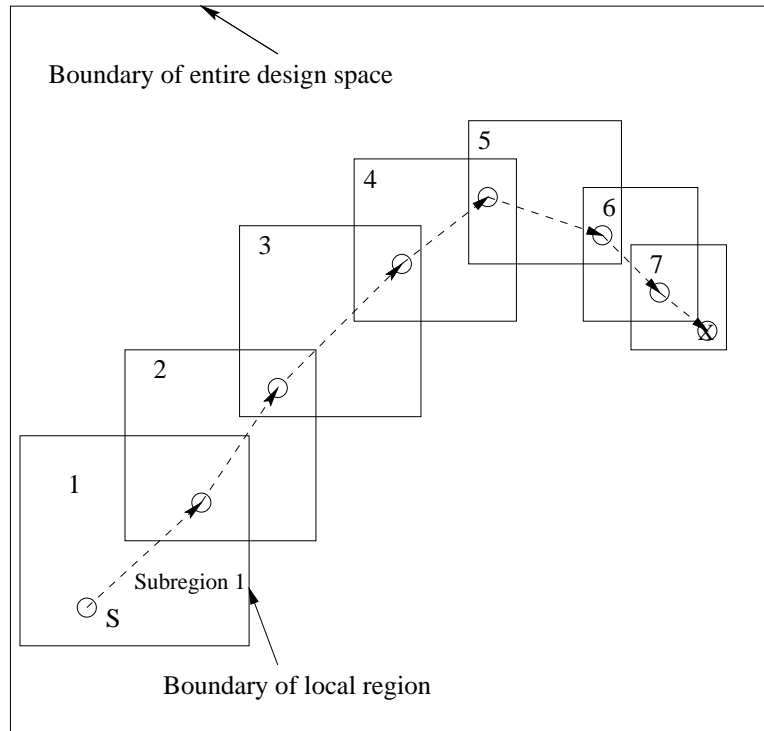 Boundary of entire design space
5
4
6
3
7
X
2
1
Subregion 1
S
Boundary of local region